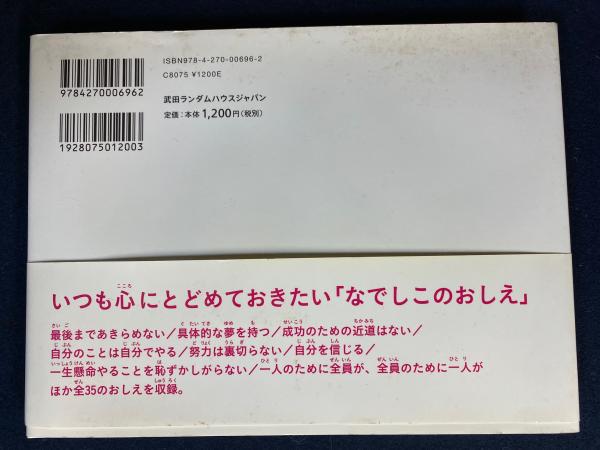 ISBN978-4-270-00696-2
C8075 ¥1200E
9784270006962
武田ランダムハウスジャパン
定価：本体1,200円（税別）
1928075012003
いつも心にとどめておきたい「なでしこのおしえ」
最後まであきらめない／具体的な夢を持つ／成功のための近道はない／
自分のことは自分でやる／努力は裏切らない／自分を信じる／
一生懸命やることを恥ずかしがらない／一人のために全員が、全員のために一人が
ほか全35のおしえを収録。